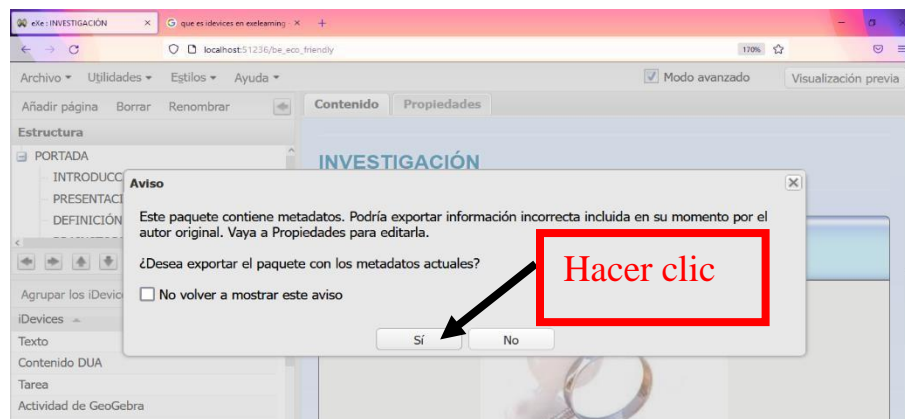 eXe : INVESTIGACIÓN
que es idevices en exelearning -
localhost:51236/be_eco_friendly
170%
Archivo Utilidades Estilos Ayuda
Modo avanzado
Visualización previa
Añadir página Borrar Renombrar
Contenido Propiedades
Estructura
PORTADA
INVESTIGACIÓN
INTRODUCC
Aviso
PRESENTACI
DEFINICIÓN
Este paquete contiene metadatos. Podría exportar información incorrecta incluida en su momento por el
autor original. Vaya a Propiedades para editarla.
¿Desea exportar el paquete con los metadatos actuales?
Hacer clic
Agrupar los iDevic
No volver a mostrar este aviso
iDevices
Sí No
Texto
Contenido DUA
Tarea
Actividad de GeoGebra